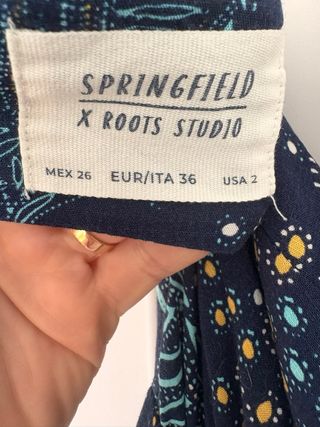 SPRINGFIELD
X ROOTS STUDIO
MEX 26 EUR/ITA 36 USA 2